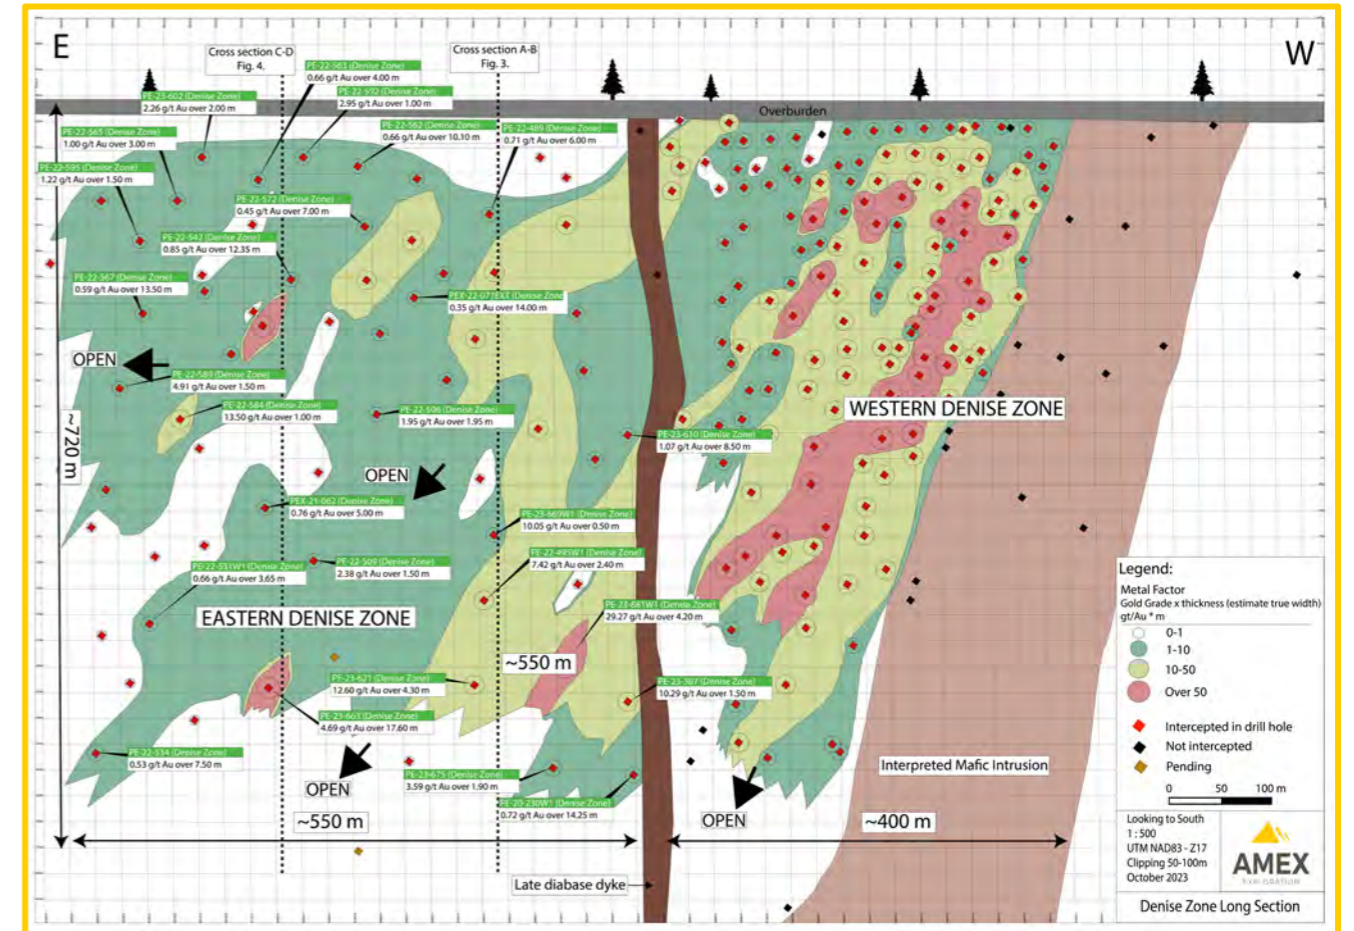 E
W
Cross section C-D
Fig. 4.
Cross section A-B
Fig. 3.
PE-22-563 (Denise Zone)
0.66 g/t Au over 4.00 m
PE-23-602 (Denise Zone)
2.26 g/t Au over 2.00 m
PE-22-592 (Denise Zone)
2.95 g/t Au over 1.00 m
Overburden
PE-22-565 (Denise Zone)
1.00 g/t Au over 3.00 m
PE-22-562 (Denise Zone)
0.66 g/t Au over 10.10 m
PE-22-489 (Denise Zone)
0.71 g/t Au over 6.00 m
PE-22-595 (Denise Zone)
1.22 g/t Au over 1.50 m
PE-22-572 (Denise Zone)
0.45 g/t Au over 7.00 m
PE-22-542 (Denise Zone)
0.85 g/t Au over 12.35 m
PE-22-567 (Denise Zone)
0.59 g/t Au over 13.50 m
(Denise Zone)
0.35 g/t Au over 14.00 m
OPEN
PE-22-589 (Denise Zone)
4.91 g/t Au over 1.50 m
PE-22-584 (Denise Zone)
13.50 g/t Au over 1.00 m
PE-22-506 (Denise Zone)
1.95 g/t Au over 1.95 m
WESTERN DENISE ZONE
~720 m
PE-23-610 (Denise Zone)
1.07 g/t Au over 8.50 m
OPEN
PEX-21-062 (Denise Zone)
0.76 g/t Au over 5.00 m
PE-23-669W1 (Denise Zone)
10.05 g/t Au over 0.50 m
PE-22-495W1 (Denise Zone)
7.42 g/t Au over 2.40 m
PE-22-509 (Denise Zone)
2.38 g/t Au over 1.50 m
(Denise Zone)
0.66 g/t Au over 3.65 m
EASTERN DENISE ZONE
PE-23-681W1 (Denise Zone)
29.27 g/t Au over 4.20 m
~550 m
PE-23-621 (Denise Zone)
12.60 g/t Au over 4.30 m
(Denise Zone)
10.29 g/t Au over 1.50 m
PE-23-663 (Denise Zone)
4.69 g/t Au over 17.60 m
PE-22-534 (Denise Zone)
0.53 g/t Au over 7.50 m
PE-23-675 (Denise Zone)
3.59 g/t Au over 1.90 m
PE-20-230W1 (Denise Zone)
0.72 g/t Au over 14.25 m
Interpreted Mafic Intrusion
OPEN
OPEN
~550 m
~400 m
Late diabase dyke
Legend:
Metal Factor
Gold Grade x thickness (estimate true width)
gt/Au * m
0-1
1-10
10-50
Over 50
Intercepted in drill hole
Not intercepted
Pending
0 50 100 m
Looking to South
1 : 500
UTM NAD83 - Z17
Clipping 50-100m
October 2023
AMEX
EXPLORATION
Denise Zone Long Section